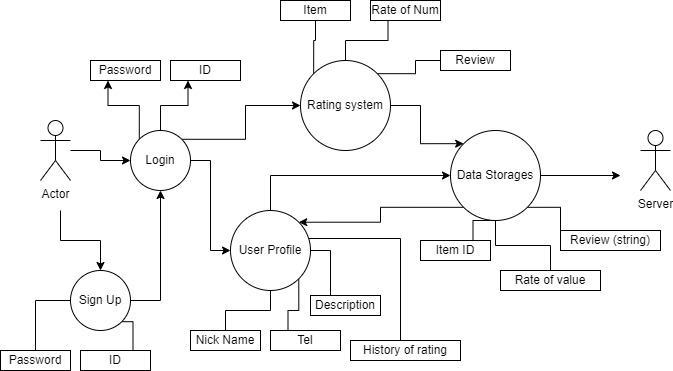 Item
Rate of Num
Password
ID
Review
Rating system
Login
Actor
Data Storages
Server
User Profile
Item ID
Review (string)
Rate of value
Sign Up
Description
Nick Name
Tel
History of rating
Password
ID